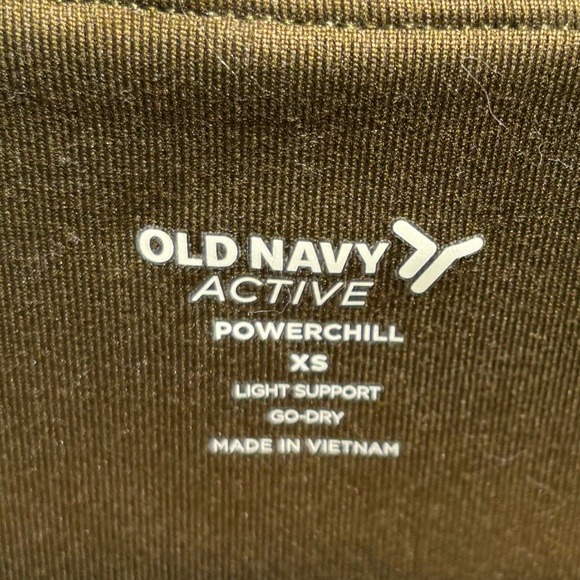 OLD NAVY
ACTIVE
POWERCHILL
XS
LIGHT SUPPORT
GO-DRY
MADE IN VIETNAM